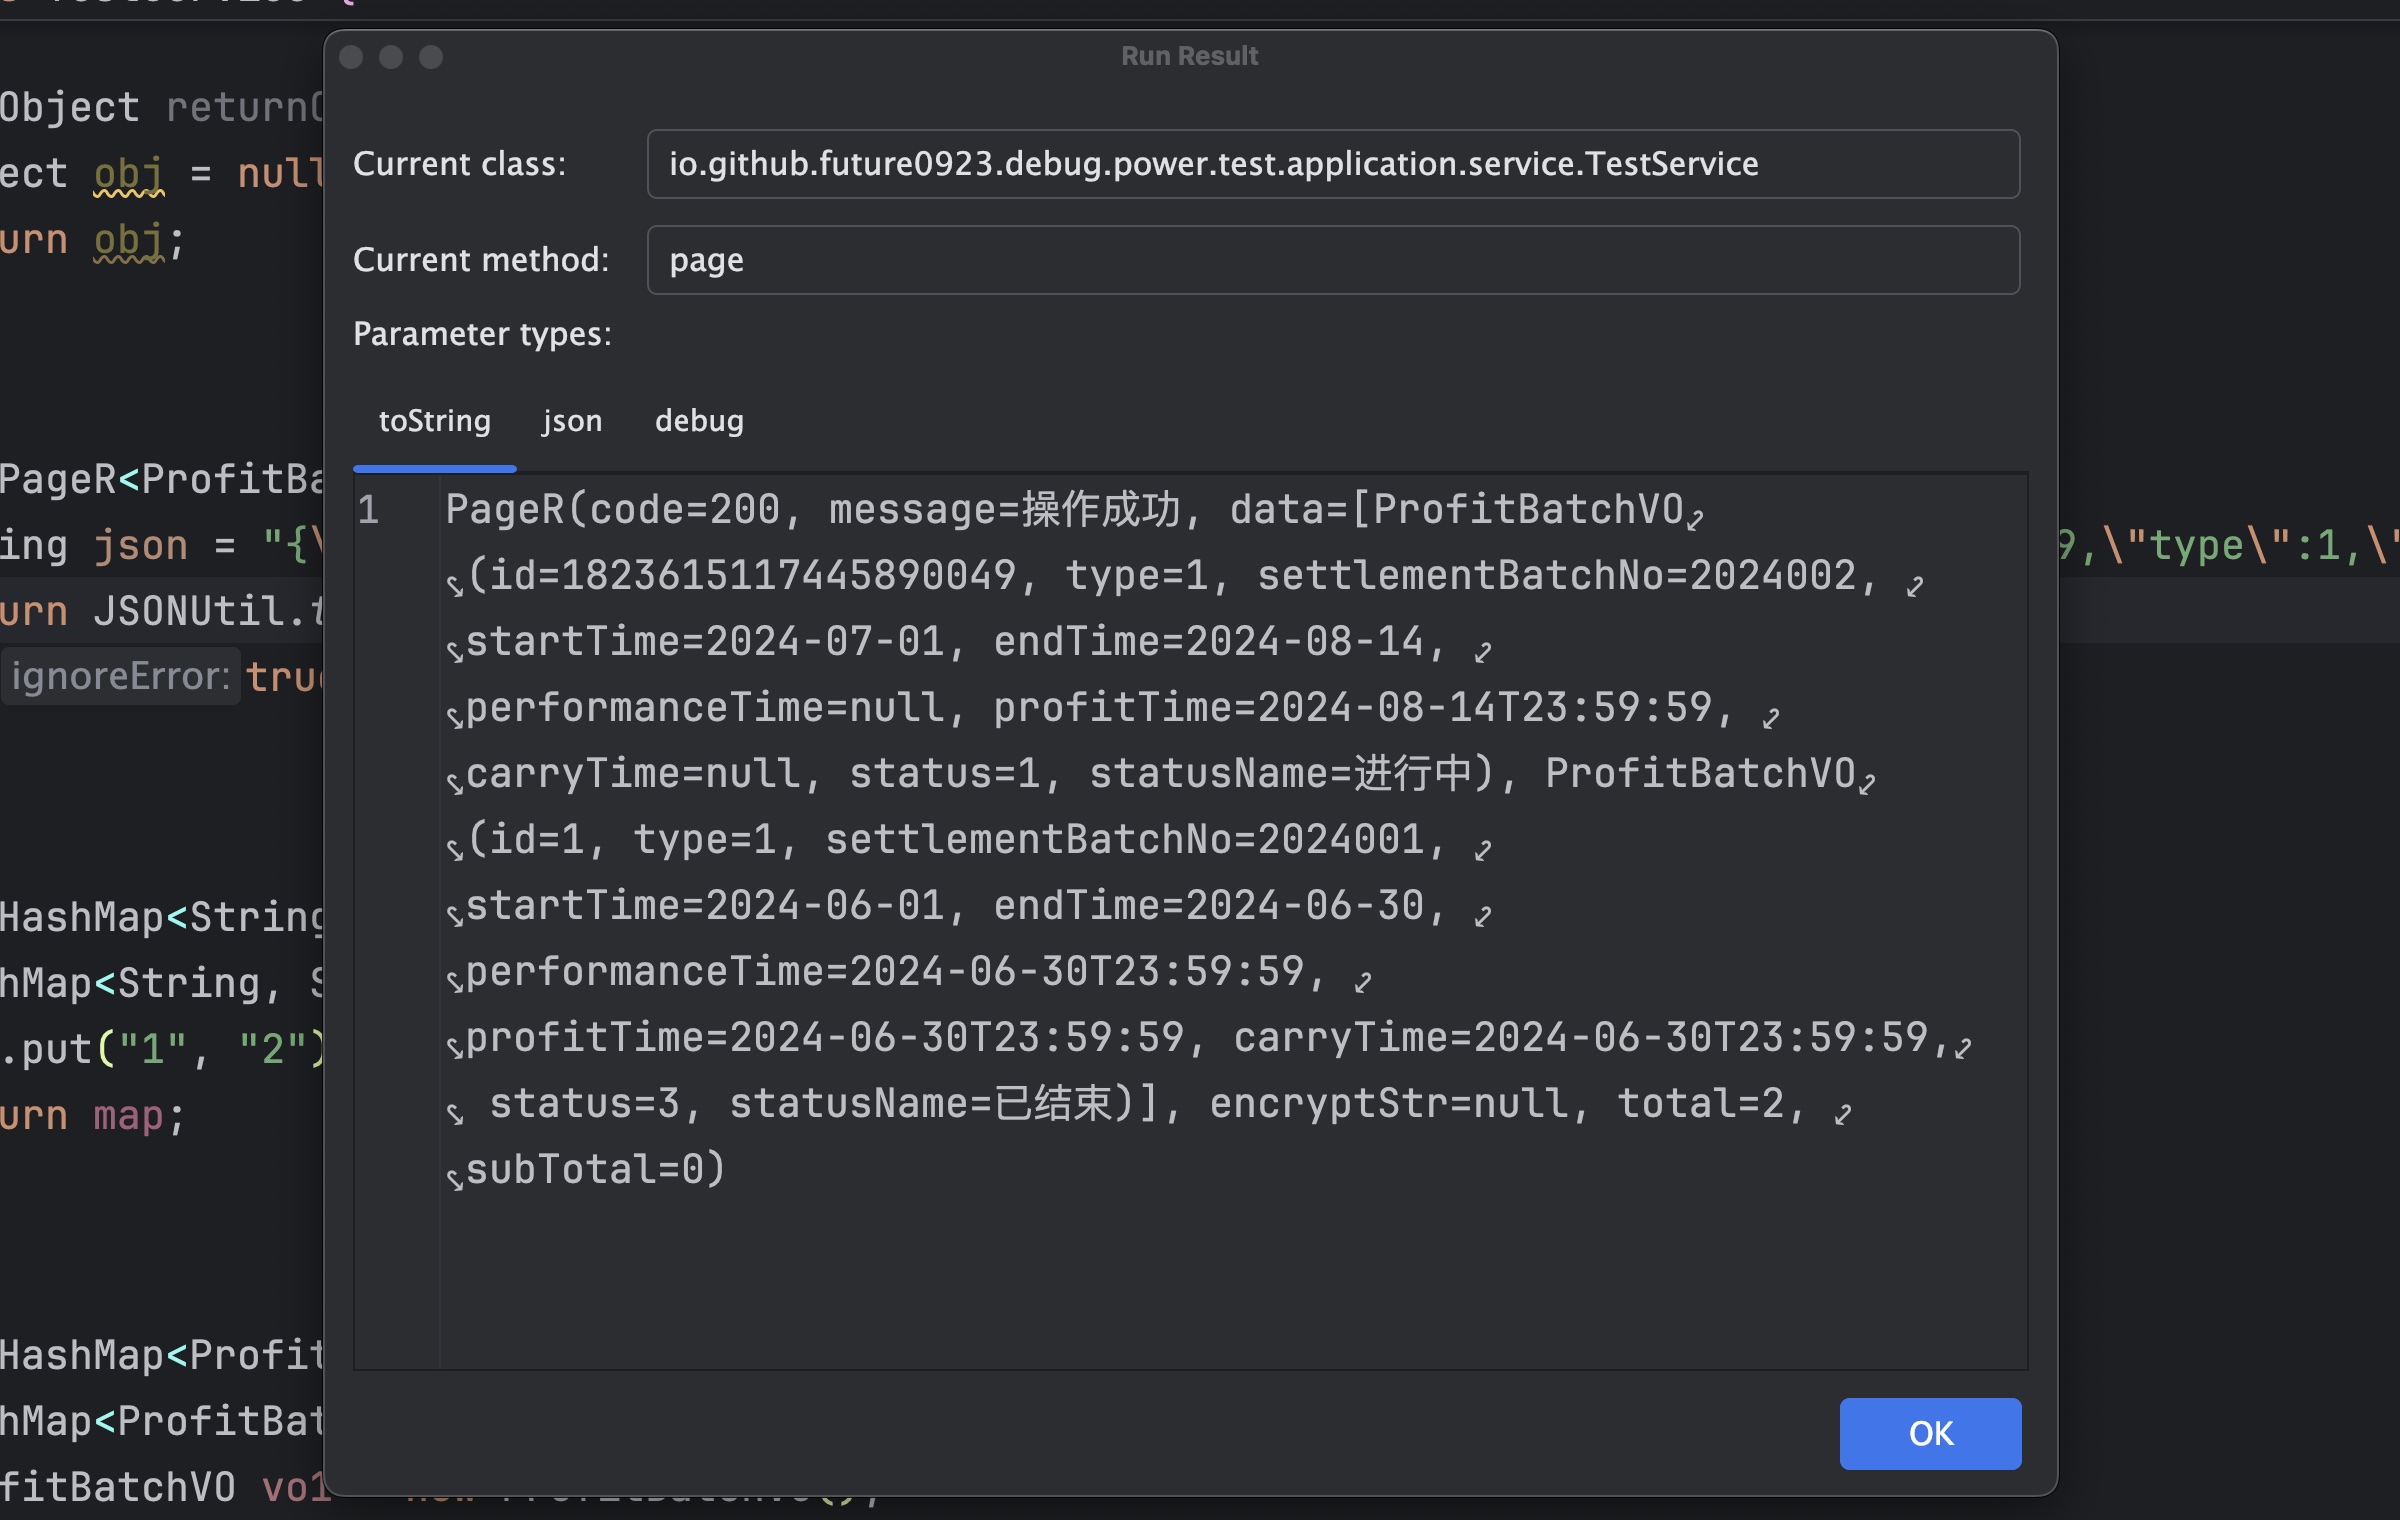 Run Result
Object returnO
ect obj = null
urn obj;
Current class: io.github.future0923.debug.power.test.application.service.TestService
Current method: page
Parameter types:
toString json debug
PageR<ProfitBa
ing json = "{\
9,\"type\":1,\"
urn JSONUtil.t
ignoreError: true
HashMap<String
hMap<String, S
.put("1", "2")
urn map;
HashMap<Profit
hMap<ProfitBat
fitBatchVO vo1
1 PageR(code=200, message=操作成功, data=[ProfitBatchVO
(id=1823615117445890049, type=1, settlementBatchNo=2024002,
startTime=2024-07-01, endTime=2024-08-14,
performanceTime=null, profitTime=2024-08-14T23:59:59,
carryTime=null, status=1, statusName=进行中), ProfitBatchVO
(id=1, type=1, settlementBatchNo=2024001,
startTime=2024-06-01, endTime=2024-06-30,
performanceTime=2024-06-30T23:59:59,
profitTime=2024-06-30T23:59:59, carryTime=2024-06-30T23:59:59,
status=3, statusName=已结束)], encryptStr=null, total=2,
subTotal=0)
OK